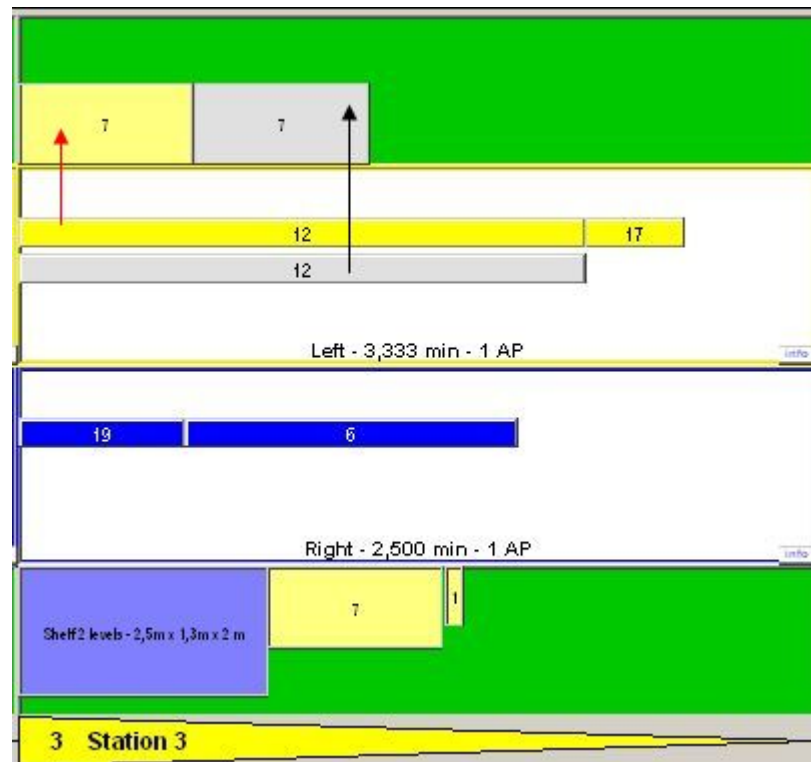 7 7
12 17
12
Left - 3,333 min - 1 AP
info
19 6
Right - 2,500 min - 1 AP
info
Shelf 2 levels - 2,5m x 1,3m x 2 m
7
1
3 Station 3